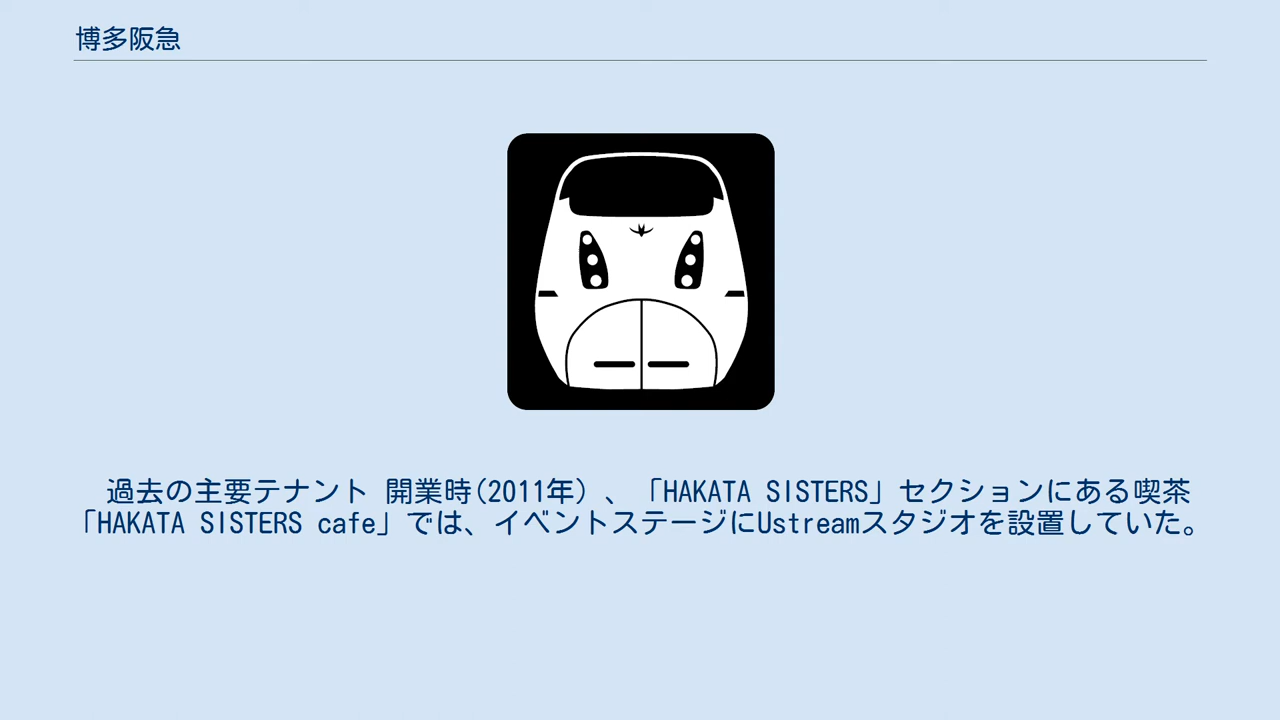 博多阪急
過去の主要テナント 開業時(2011年) 、「HAKATA SISTERS」セクションにある喫茶
「HAKATA SISTERS cafe」では、イベントステージにUstreamスタジオを設置していた。